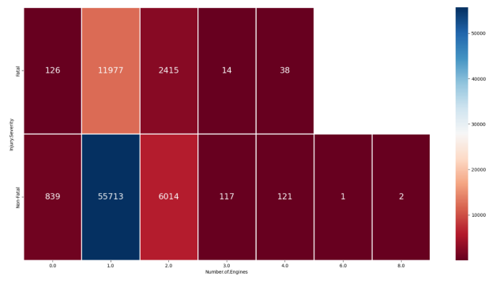 Fatal
126 11977 2415 14 38
Injury.Severity
Non-Fatal
839 55713 6014 117 121 1 2
0.0 1.0 2.0 3.0 4.0 6.0 8.0
Number.of.Engines
50000
40000
30000
20000
10000